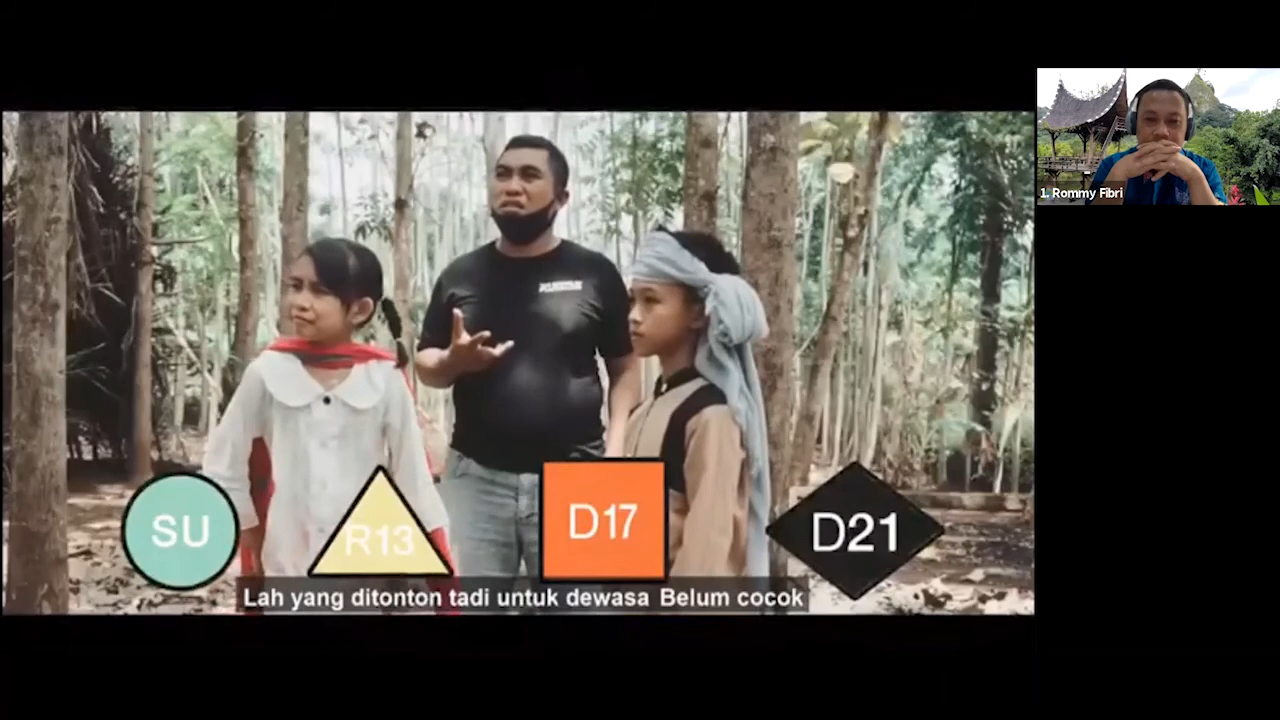 1. Rommy Fibri
SU
R13
D17
D21
Lah yang ditonton tadi untuk dewasa Belum cocok